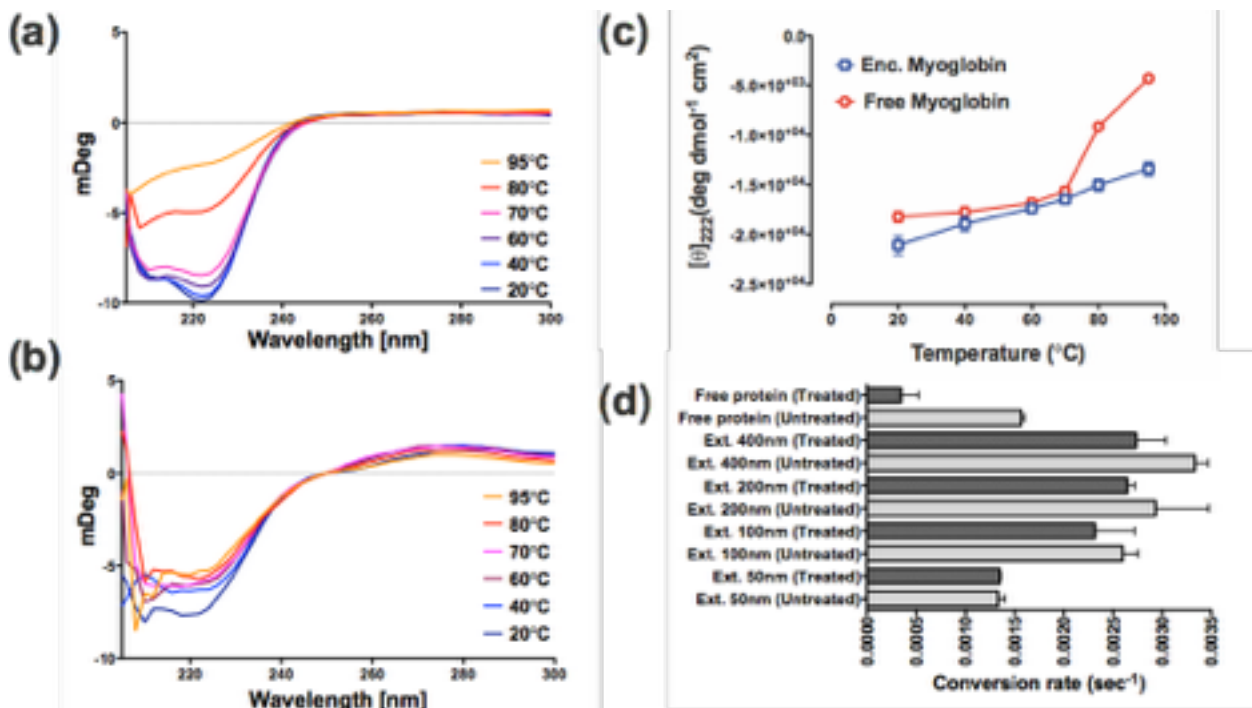 (a)
5
0
-5
-10
mDeg
95°C
80°C
70°C
60°C
40°C
20°C
220
240
260
280
300
Wavelength [nm]
(b)
5
0
-5
-10
mDeg
95°C
80°C
70°C
60°C
40°C
20°C
220
240
260
280
300
Wavelength [nm]
(c)
0.0
-5.0×10⁺⁰³
-1.0×10⁺⁰⁴
-1.5×10⁺⁰⁴
-2.0×10⁺⁰⁴
-2.5×10⁺⁰⁴
[θ]₂₂₂(deg dmol⁻¹ cm²)
Enc. Myoglobin
Free Myoglobin
0
20
40
60
80
100
Temperature (°C)
(d)
Free protein (Treated)
Free protein (Untreated)
Ext. 400nm (Treated)
Ext. 400nm (Untreated)
Ext. 200nm (Treated)
Ext. 200nm (Untreated)
Ext. 100nm (Treated)
Ext. 100nm (Untreated)
Ext. 50nm (Treated)
Ext. 50nm (Untreated)
0.0000
0.0005
0.0010
0.0015
0.0020
0.0025
0.0030
0.0035
Conversion rate (sec⁻¹)